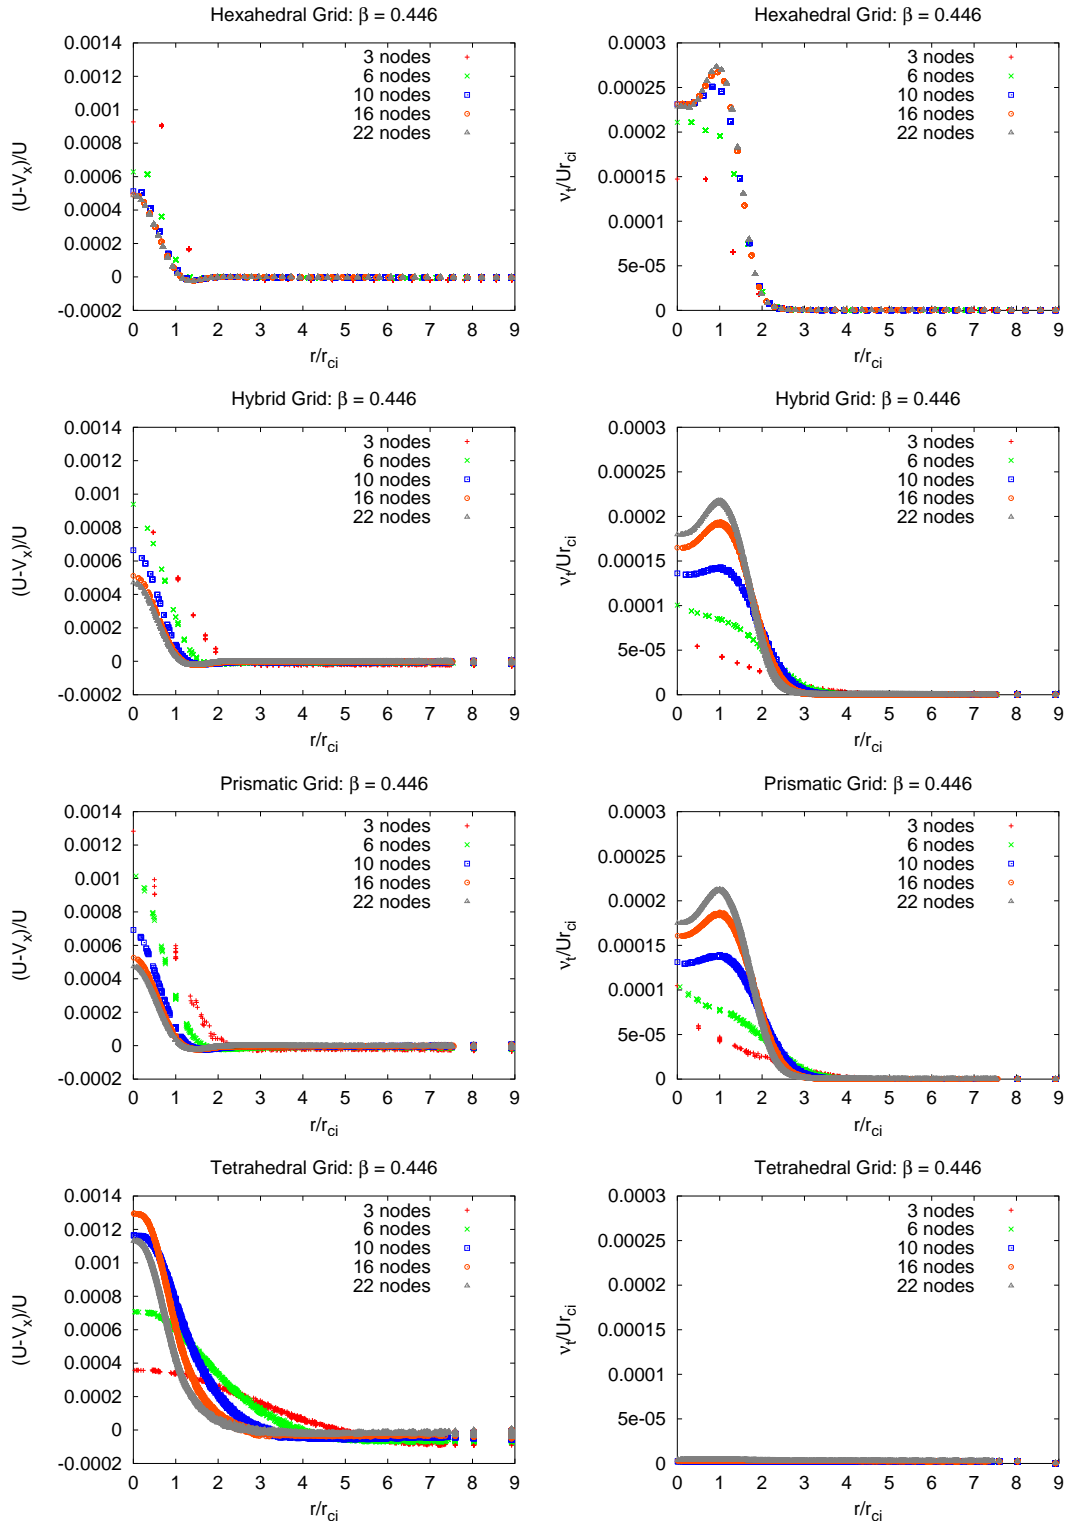 Hexahedral Grid: β = 0.446
(U-Vx)/U
0.0014
0.0012
0.001
0.0008
0.0006
0.0004
0.0002
0
-0.0002
3 nodes
6 nodes
10 nodes
16 nodes
22 nodes
0 1 2 3 4 5 6 7 8 9
r/rci
Hexahedral Grid: β = 0.446
νt/Urci
0.0003
0.00025
0.0002
0.00015
0.0001
5e-05
0
3 nodes
6 nodes
10 nodes
16 nodes
22 nodes
0 1 2 3 4 5 6 7 8 9
r/rci
Hybrid Grid: β = 0.446
(U-Vx)/U
0.0014
0.0012
0.001
0.0008
0.0006
0.0004
0.0002
0
-0.0002
3 nodes
6 nodes
10 nodes
16 nodes
22 nodes
0 1 2 3 4 5 6 7 8 9
r/rci
Hybrid Grid: β = 0.446
νt/Urci
0.0003
0.00025
0.0002
0.00015
0.0001
5e-05
0
3 nodes
6 nodes
10 nodes
16 nodes
22 nodes
0 1 2 3 4 5 6 7 8 9
r/rci
Prismatic Grid: β = 0.446
(U-Vx)/U
0.0014
0.0012
0.001
0.0008
0.0006
0.0004
0.0002
0
-0.0002
3 nodes
6 nodes
10 nodes
16 nodes
22 nodes
0 1 2 3 4 5 6 7 8 9
r/rci
Prismatic Grid: β = 0.446
νt/Urci
0.0003
0.00025
0.0002
0.00015
0.0001
5e-05
0
3 nodes
6 nodes
10 nodes
16 nodes
22 nodes
0 1 2 3 4 5 6 7 8 9
r/rci
Tetrahedral Grid: β = 0.446
(U-Vx)/U
0.0014
0.0012
0.001
0.0008
0.0006
0.0004
0.0002
0
-0.0002
3 nodes
6 nodes
10 nodes
16 nodes
22 nodes
0 1 2 3 4 5 6 7 8 9
r/rci
Tetrahedral Grid: β = 0.446
νt/Urci
0.0003
0.00025
0.0002
0.00015
0.0001
5e-05
0
3 nodes
6 nodes
10 nodes
16 nodes
22 nodes
0 1 2 3 4 5 6 7 8 9
r/rci